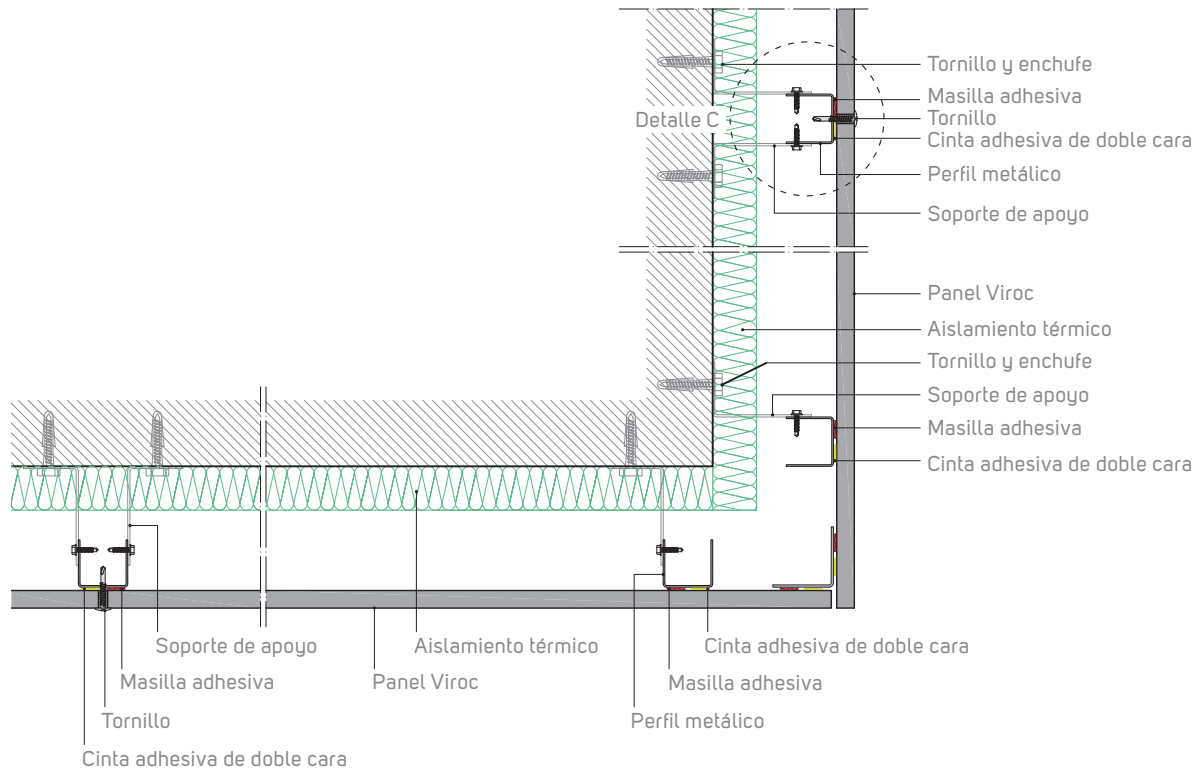 Tornillo y enchufe
Masilla adhesiva
Detalle C
Tornillo
Cinta adhesiva de doble cara
Perfil metálico
Soporte de apoyo
Panel Viroc
Aislamiento térmico
Tornillo y enchufe
Soporte de apoyo
Masilla adhesiva
Cinta adhesiva de doble cara
Soporte de apoyo
Aislamiento térmico
Cinta adhesiva de doble cara
Masilla adhesiva
Panel Viroc
Masilla adhesiva
Tornillo
Perfil metálico
Cinta adhesiva de doble cara